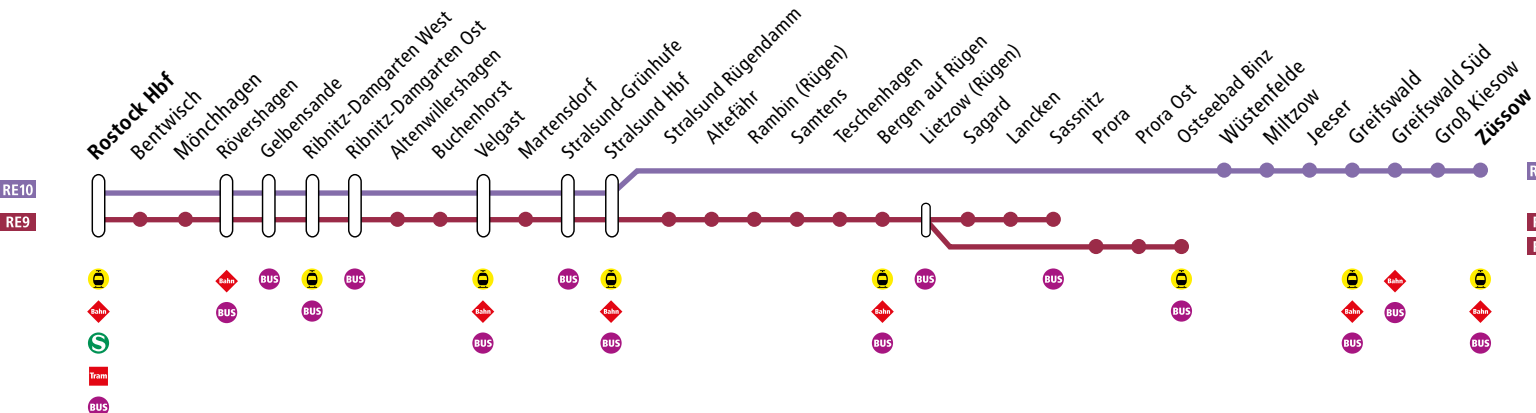 Rostock Hbf
Bentwisch
Mönchhagen
Rövershagen
Gelbensande
Ribnitz-Damgarten West
Ribnitz-Damgarten Ost
Altenwillershagen
Buchenhorst
Velgast
Martensdorf
Stralsund-Grünhufe
Stralsund Hbf
Stralsund Rügendamm
Altefähr
Rambin (Rügen)
Samtens
Teschenhagen
Bergen auf Rügen
Lietzow (Rügen)
Sagard
Lancken
Sassnitz
Prora
Prora Ost
Ostseebad Binz
Wüstenfelde
Miltzow
Jeeser
Greifswald
Greifswald Süd
Groß Kiesow
Züssow
RE10
RE9
Bahn BUS BUS BUS BUS Bahn BUS
Bahn BUS BUS Bahn Bahn Bahn BUS Bahn BUS Bahn
S BUS BUS BUS BUS BUS
Tram
BUS